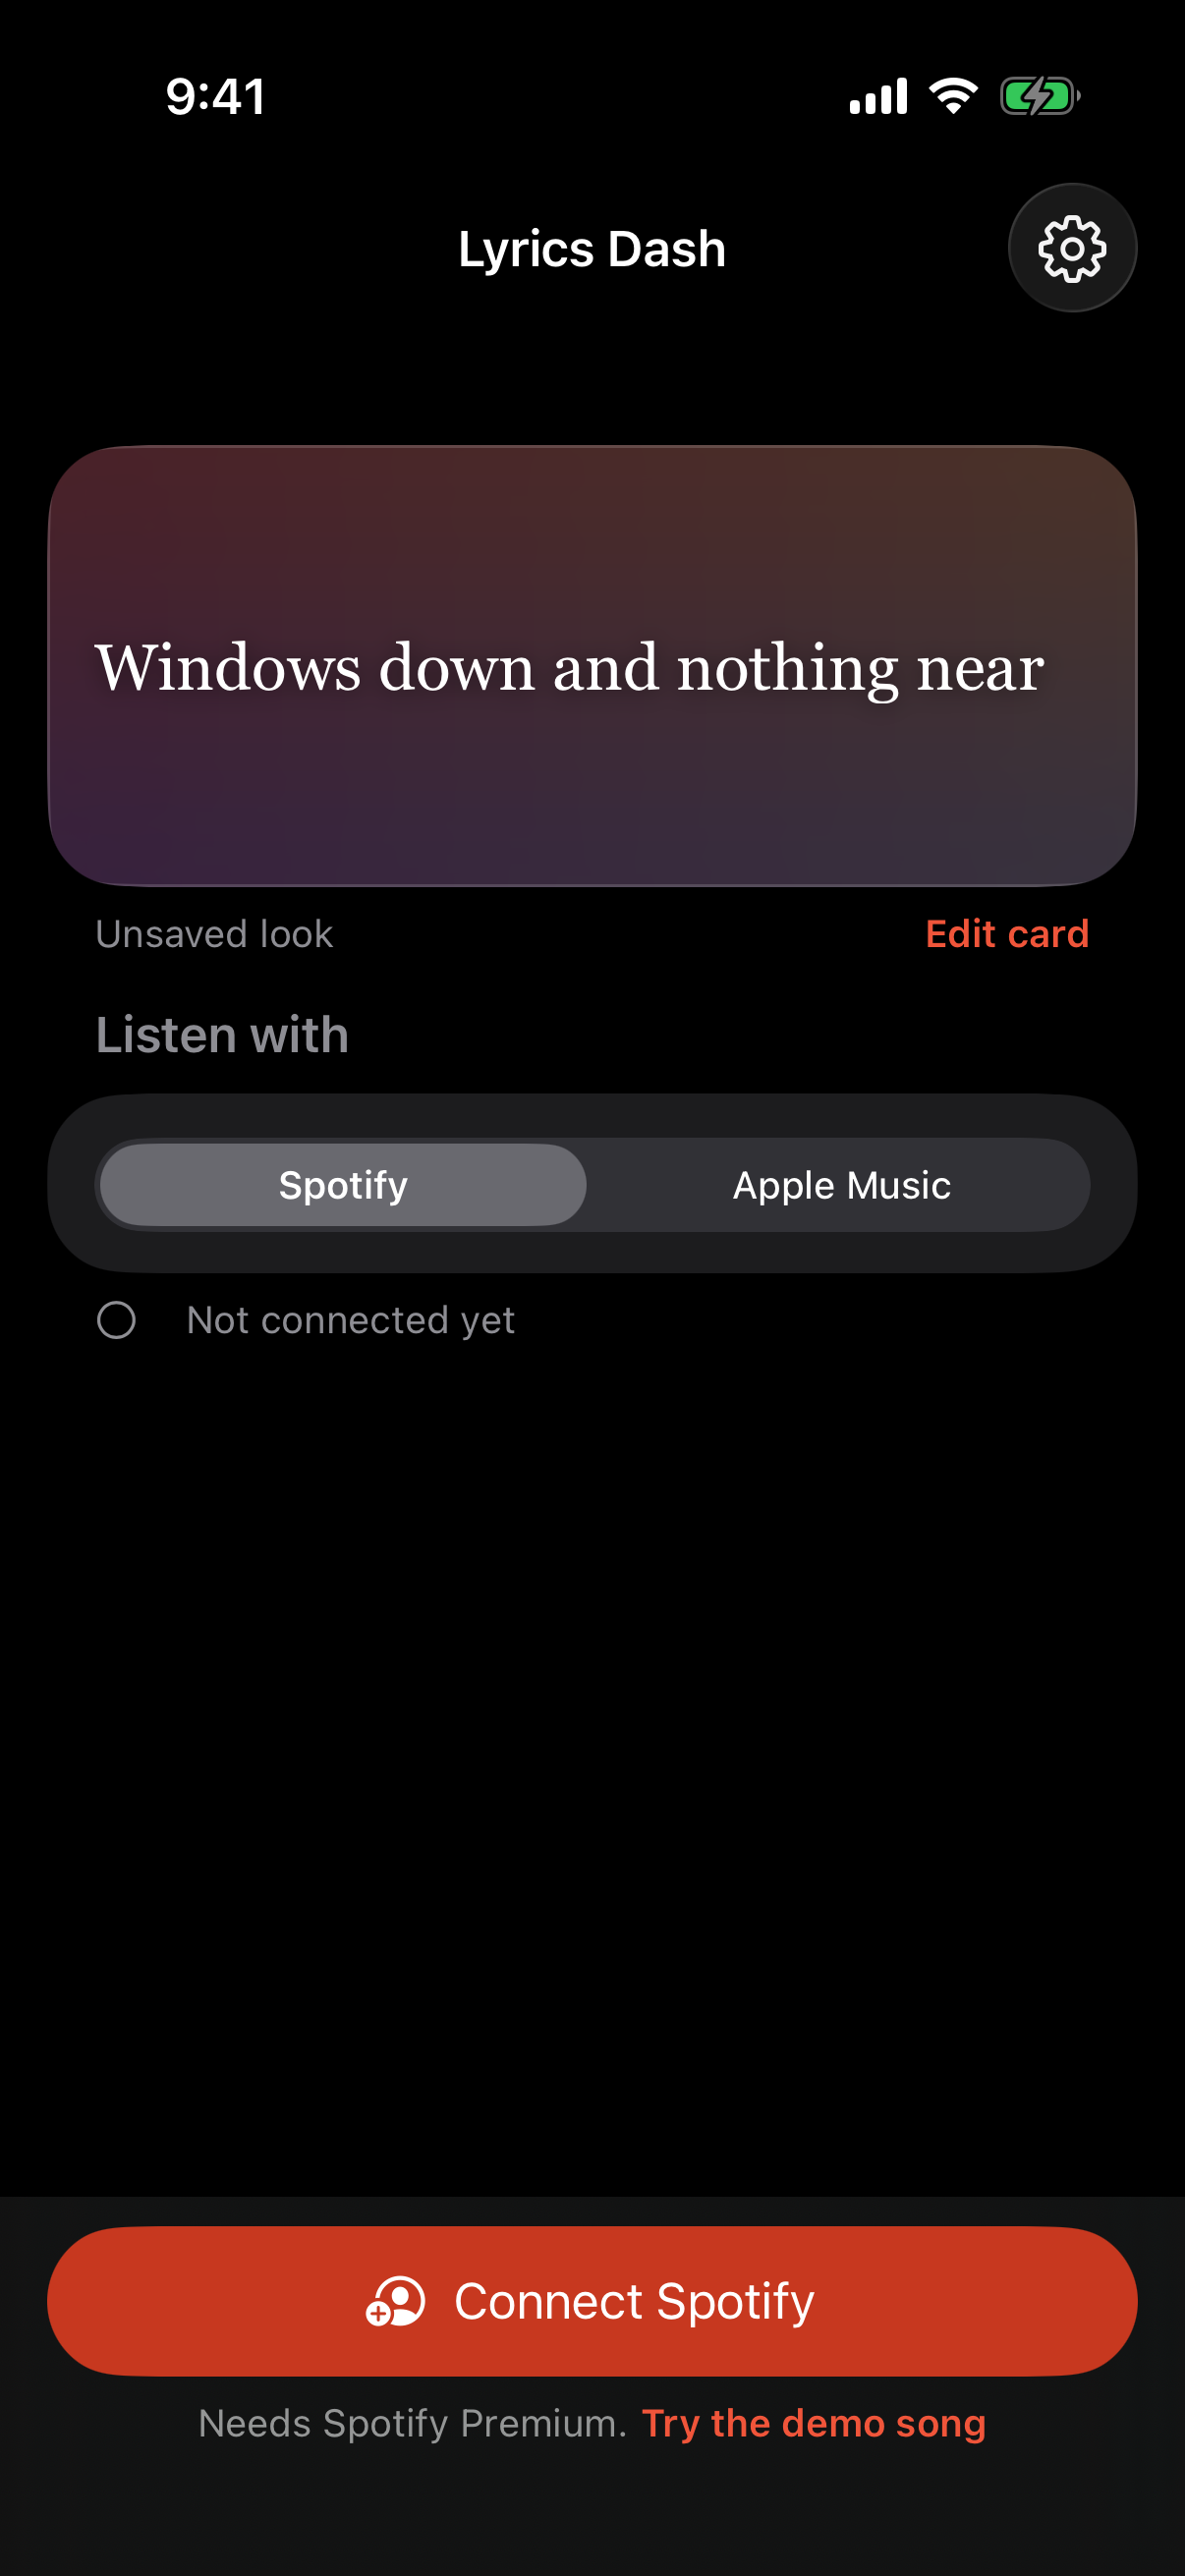 9:41
Lyrics Dash
Windows down and nothing near
Unsaved look
Edit card
Listen with
Spotify
Apple Music
Not connected yet
Connect Spotify
Needs Spotify Premium. Try the demo song